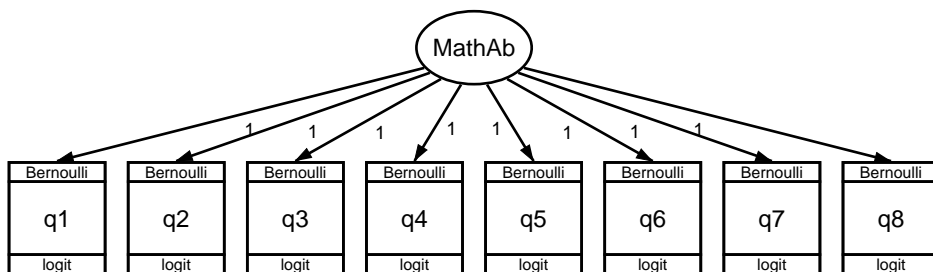 MathAb
1 1 1 1 1 1 1 1
Bernoulli Bernoulli Bernoulli Bernoulli Bernoulli Bernoulli Bernoulli Bernoulli
q1 q2 q3 q4 q5 q6 q7 q8
logit logit logit logit logit logit logit logit